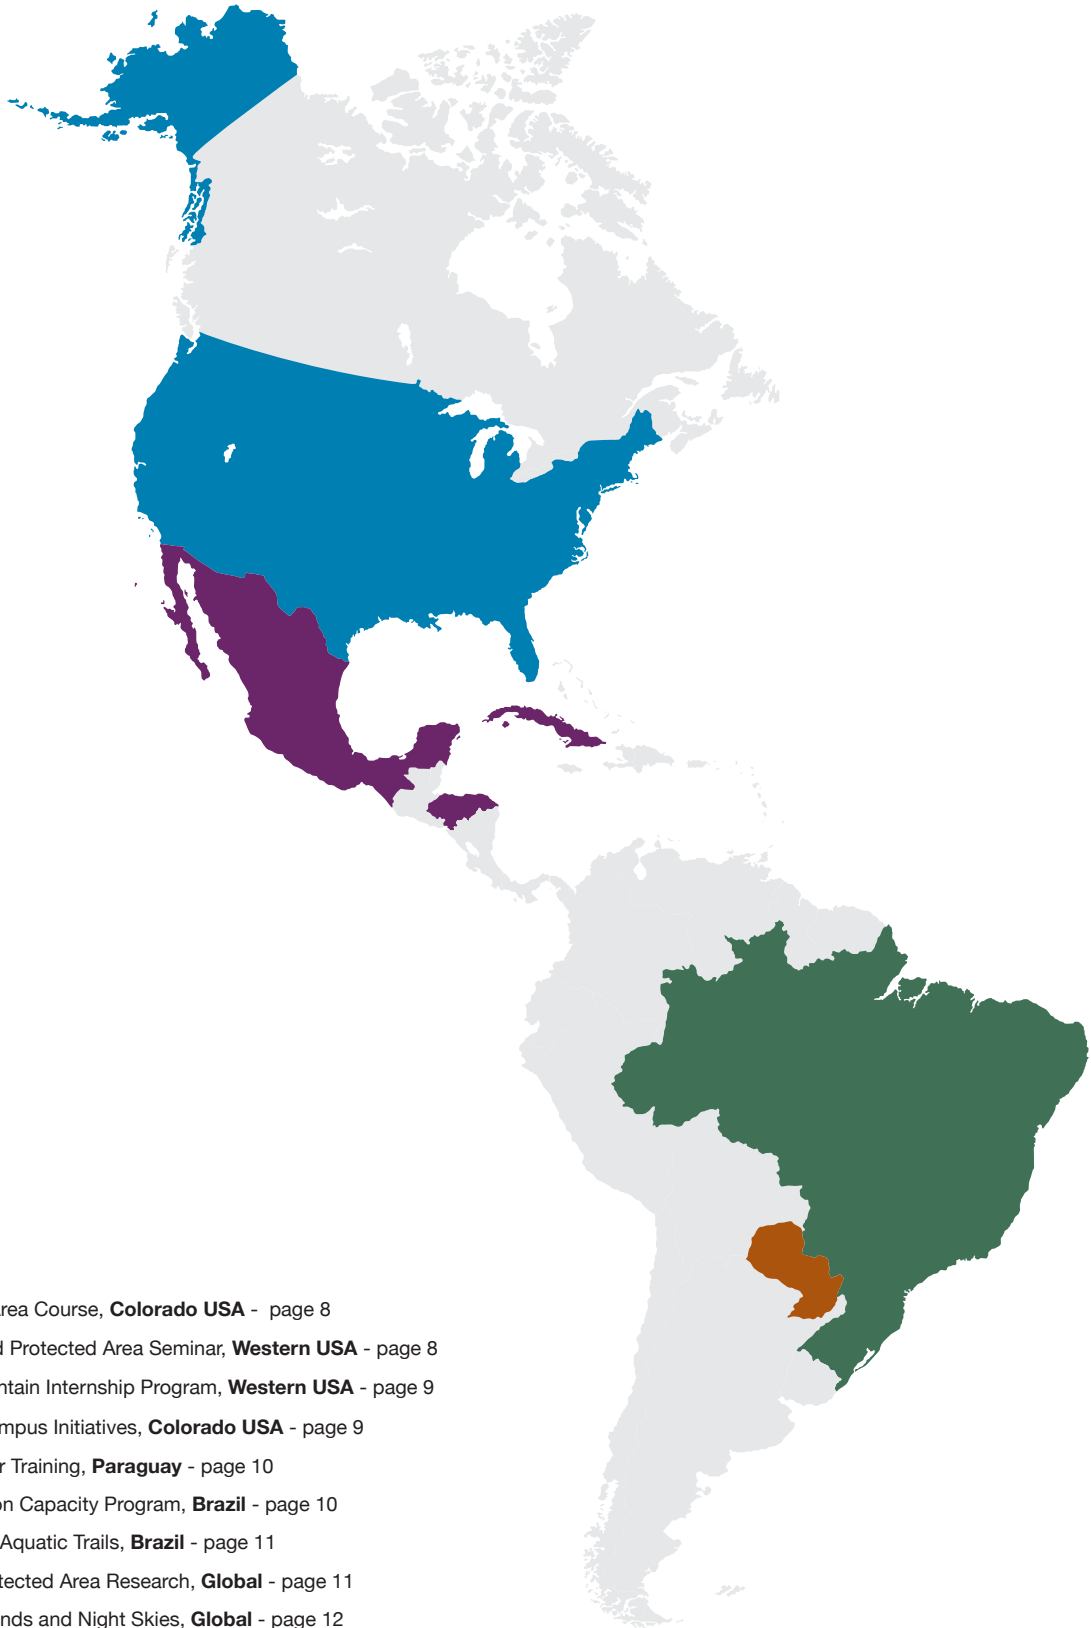 rea Course, Colorado USA - page 8
d Protected Area Seminar, Western USA - page 8
ntain Internship Program, Western USA - page 9
mpus Initiatives, Colorado USA - page 9
r Training, Paraguay - page 10
on Capacity Program, Brazil - page 10
Aquatic Trails, Brazil - page 11
tected Area Research, Global - page 11
nds and Night Skies, Global - page 12